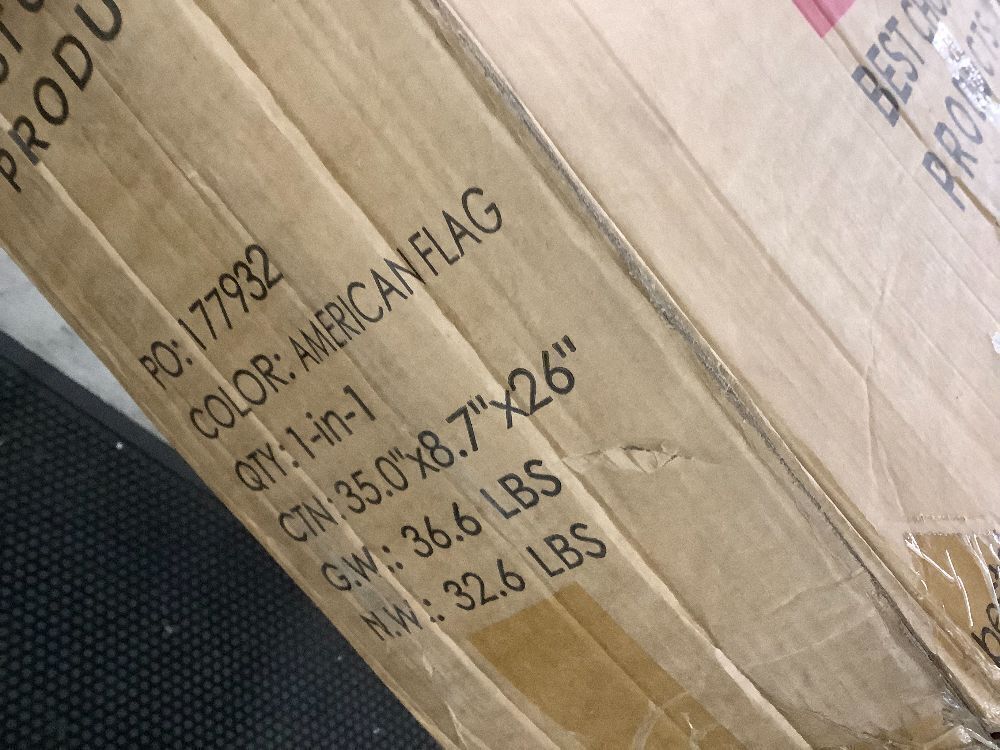 PRODU
PO: 177932
COLOR: AMERICAN FLAG
QTY: 1-in-1
CTN: 35.0"x8.7"x26"
G.W.: 36.6 LBS
N.W.: 32.6 LBS
BEST